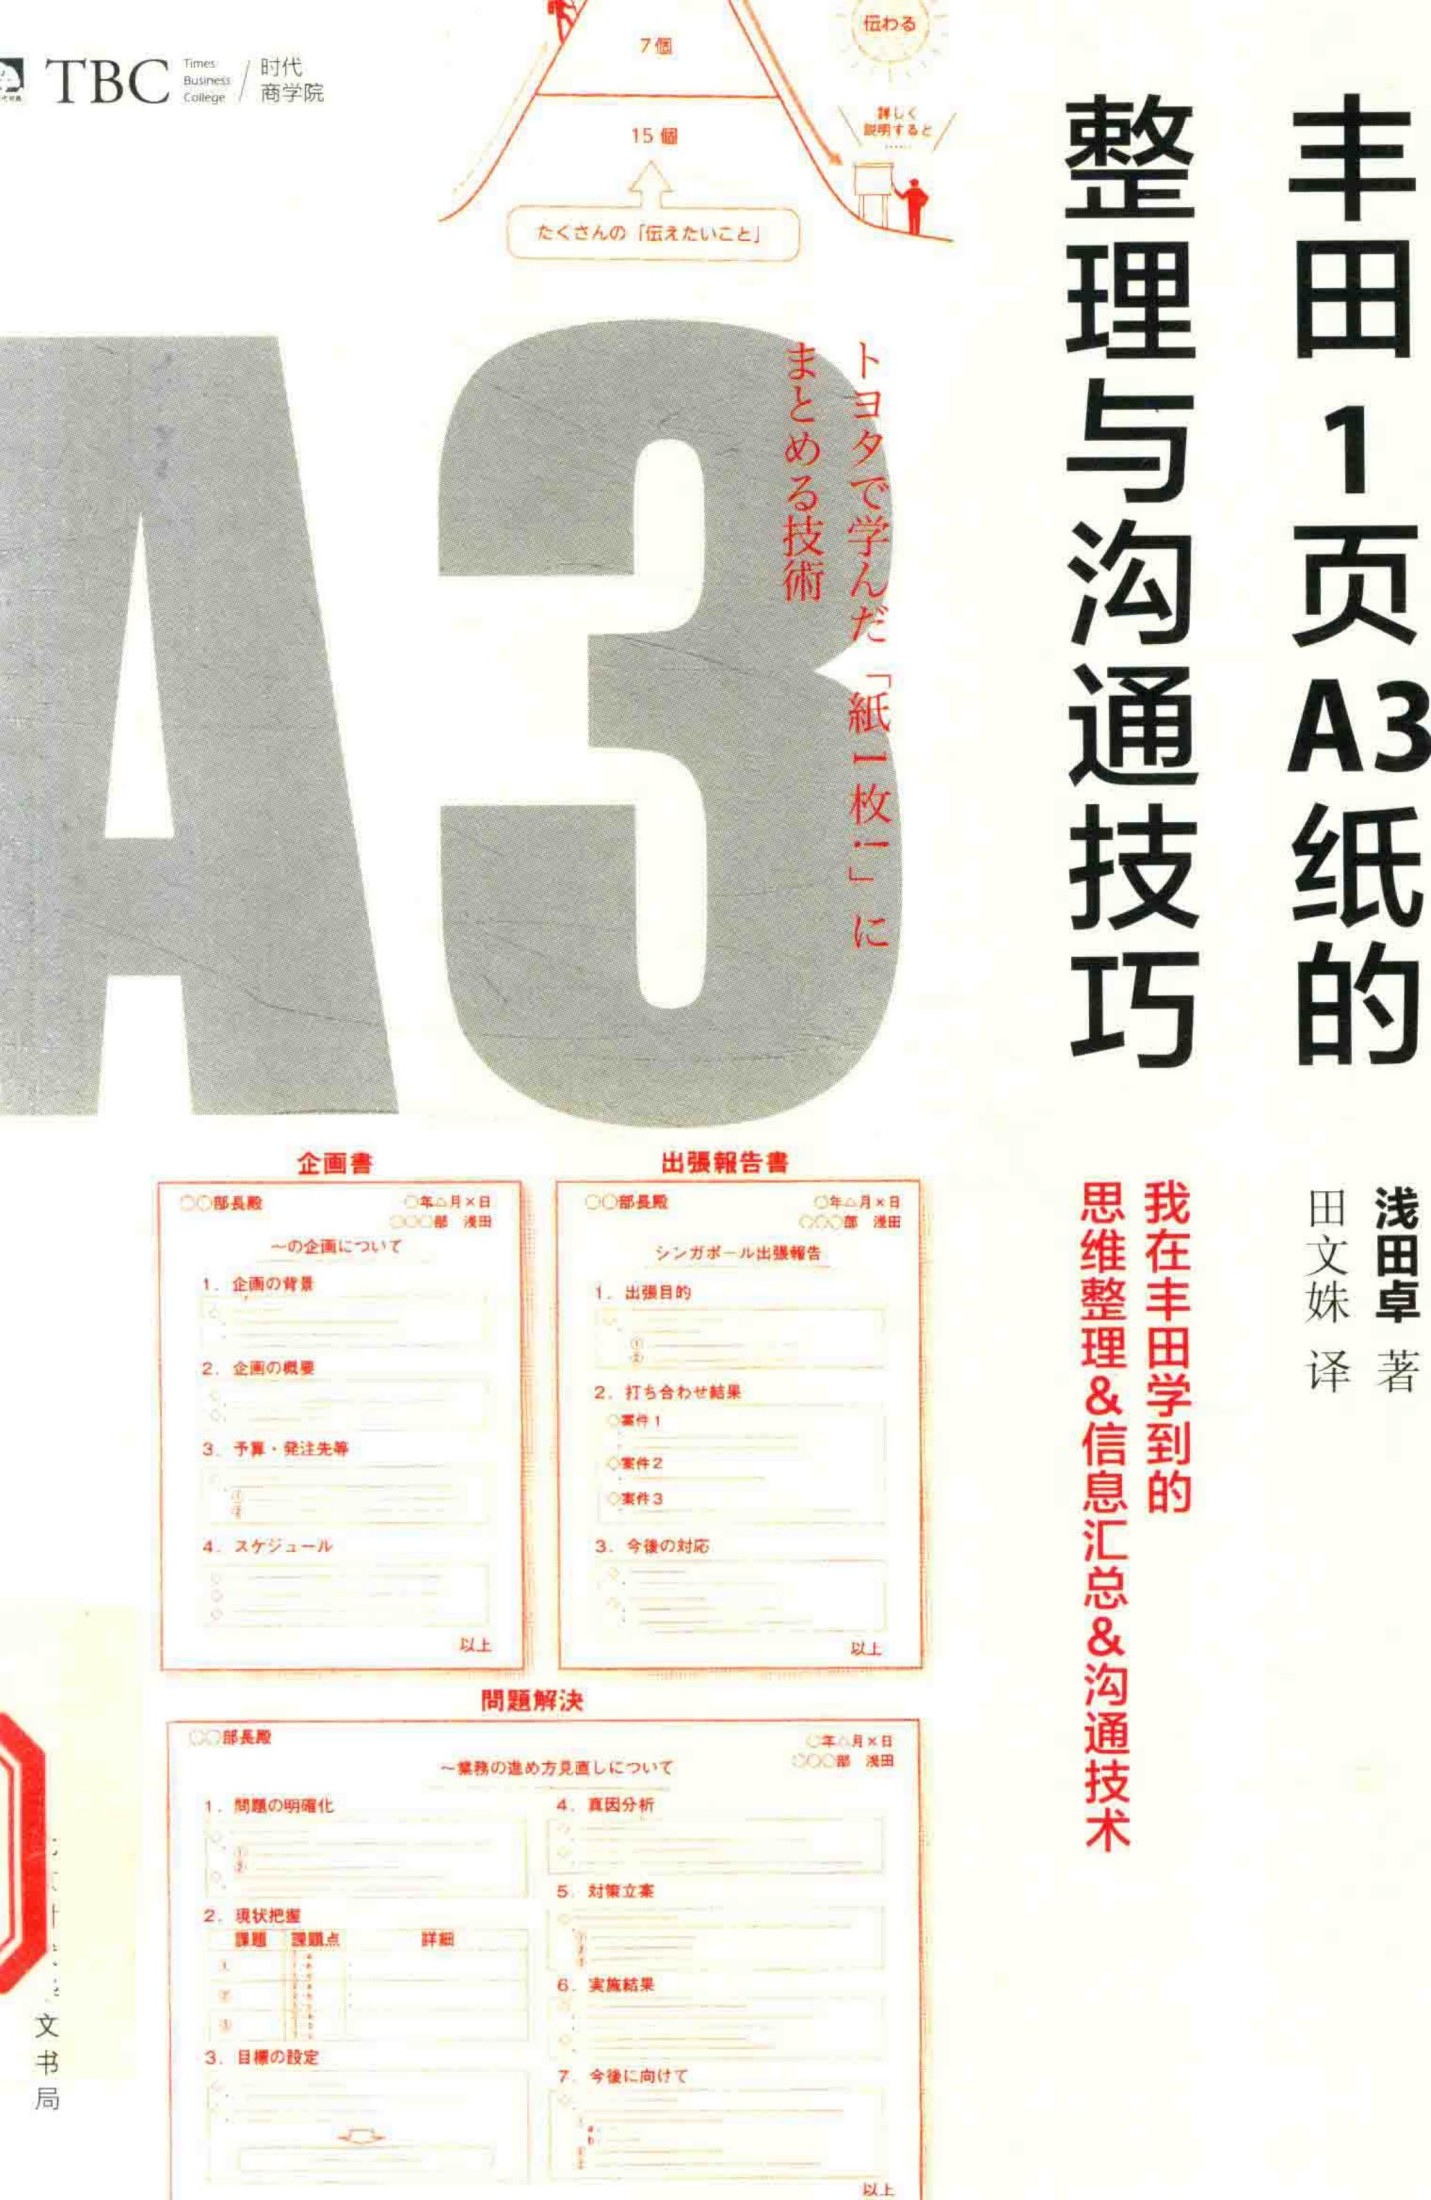 TBC
Times
Business
College
时代
商学院
7個
15個
たくさんの「伝えたいこと」
伝わる
詳しく
説明すると
……
丰田1页A3纸的
整理与沟通技巧
浅田卓 著
田文姝 译
我在丰田学到的
思维整理&信息汇总&沟通技术
A3
トヨタで学んだ「紙1枚!」に
まとめる技術
企画書
○○部長殿
○年△月×日
○○○部 浅田
～の企画について
1. 企画の背景
2. 企画の概要
3. 予算・発注先等
①
②
4. スケジュール
以上
出張報告書
○○部長殿
○年△月×日
○○○部 浅田
シンガポール出張報告
1. 出張目的
①
②
2. 打ち合わせ結果
◇案件1
◇案件2
◇案件3
3. 今後の対応
以上
問題解決
○○部長殿
○年△月×日
○○○部 浅田
～業務の進め方見直しについて
1. 問題の明確化
①
②
2. 現状把握
課題 課題点 詳細
3. 目標の設定
4. 真因分析
5. 対策立案
6. 実施結果
7. 今後に向けて
a.
b.
以上
文书局